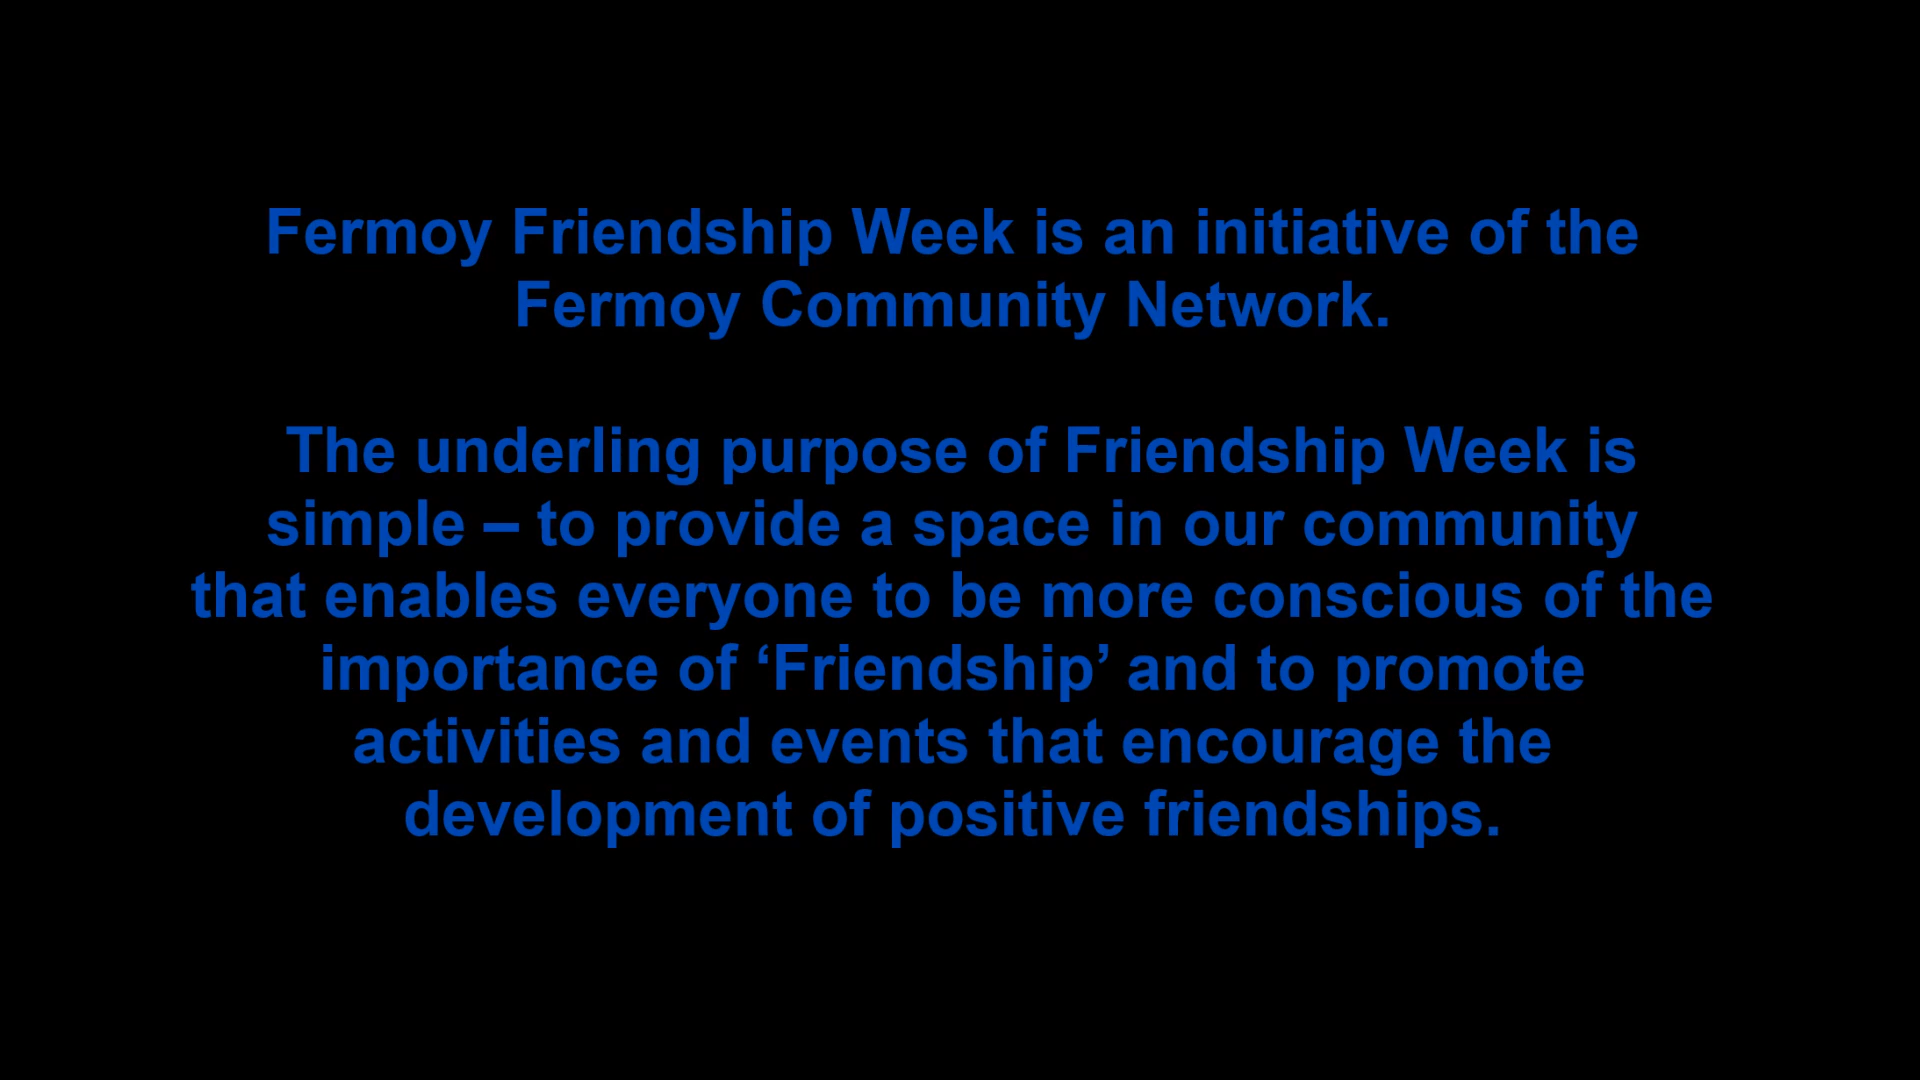 Fermoy Friendship Week is an initiative of the
Fermoy Community Network.
The underling purpose of Friendship Week is
simple – to provide a space in our community
that enables everyone to be more conscious of the
importance of ‘Friendship’ and to promote
activities and events that encourage the
development of positive friendships.